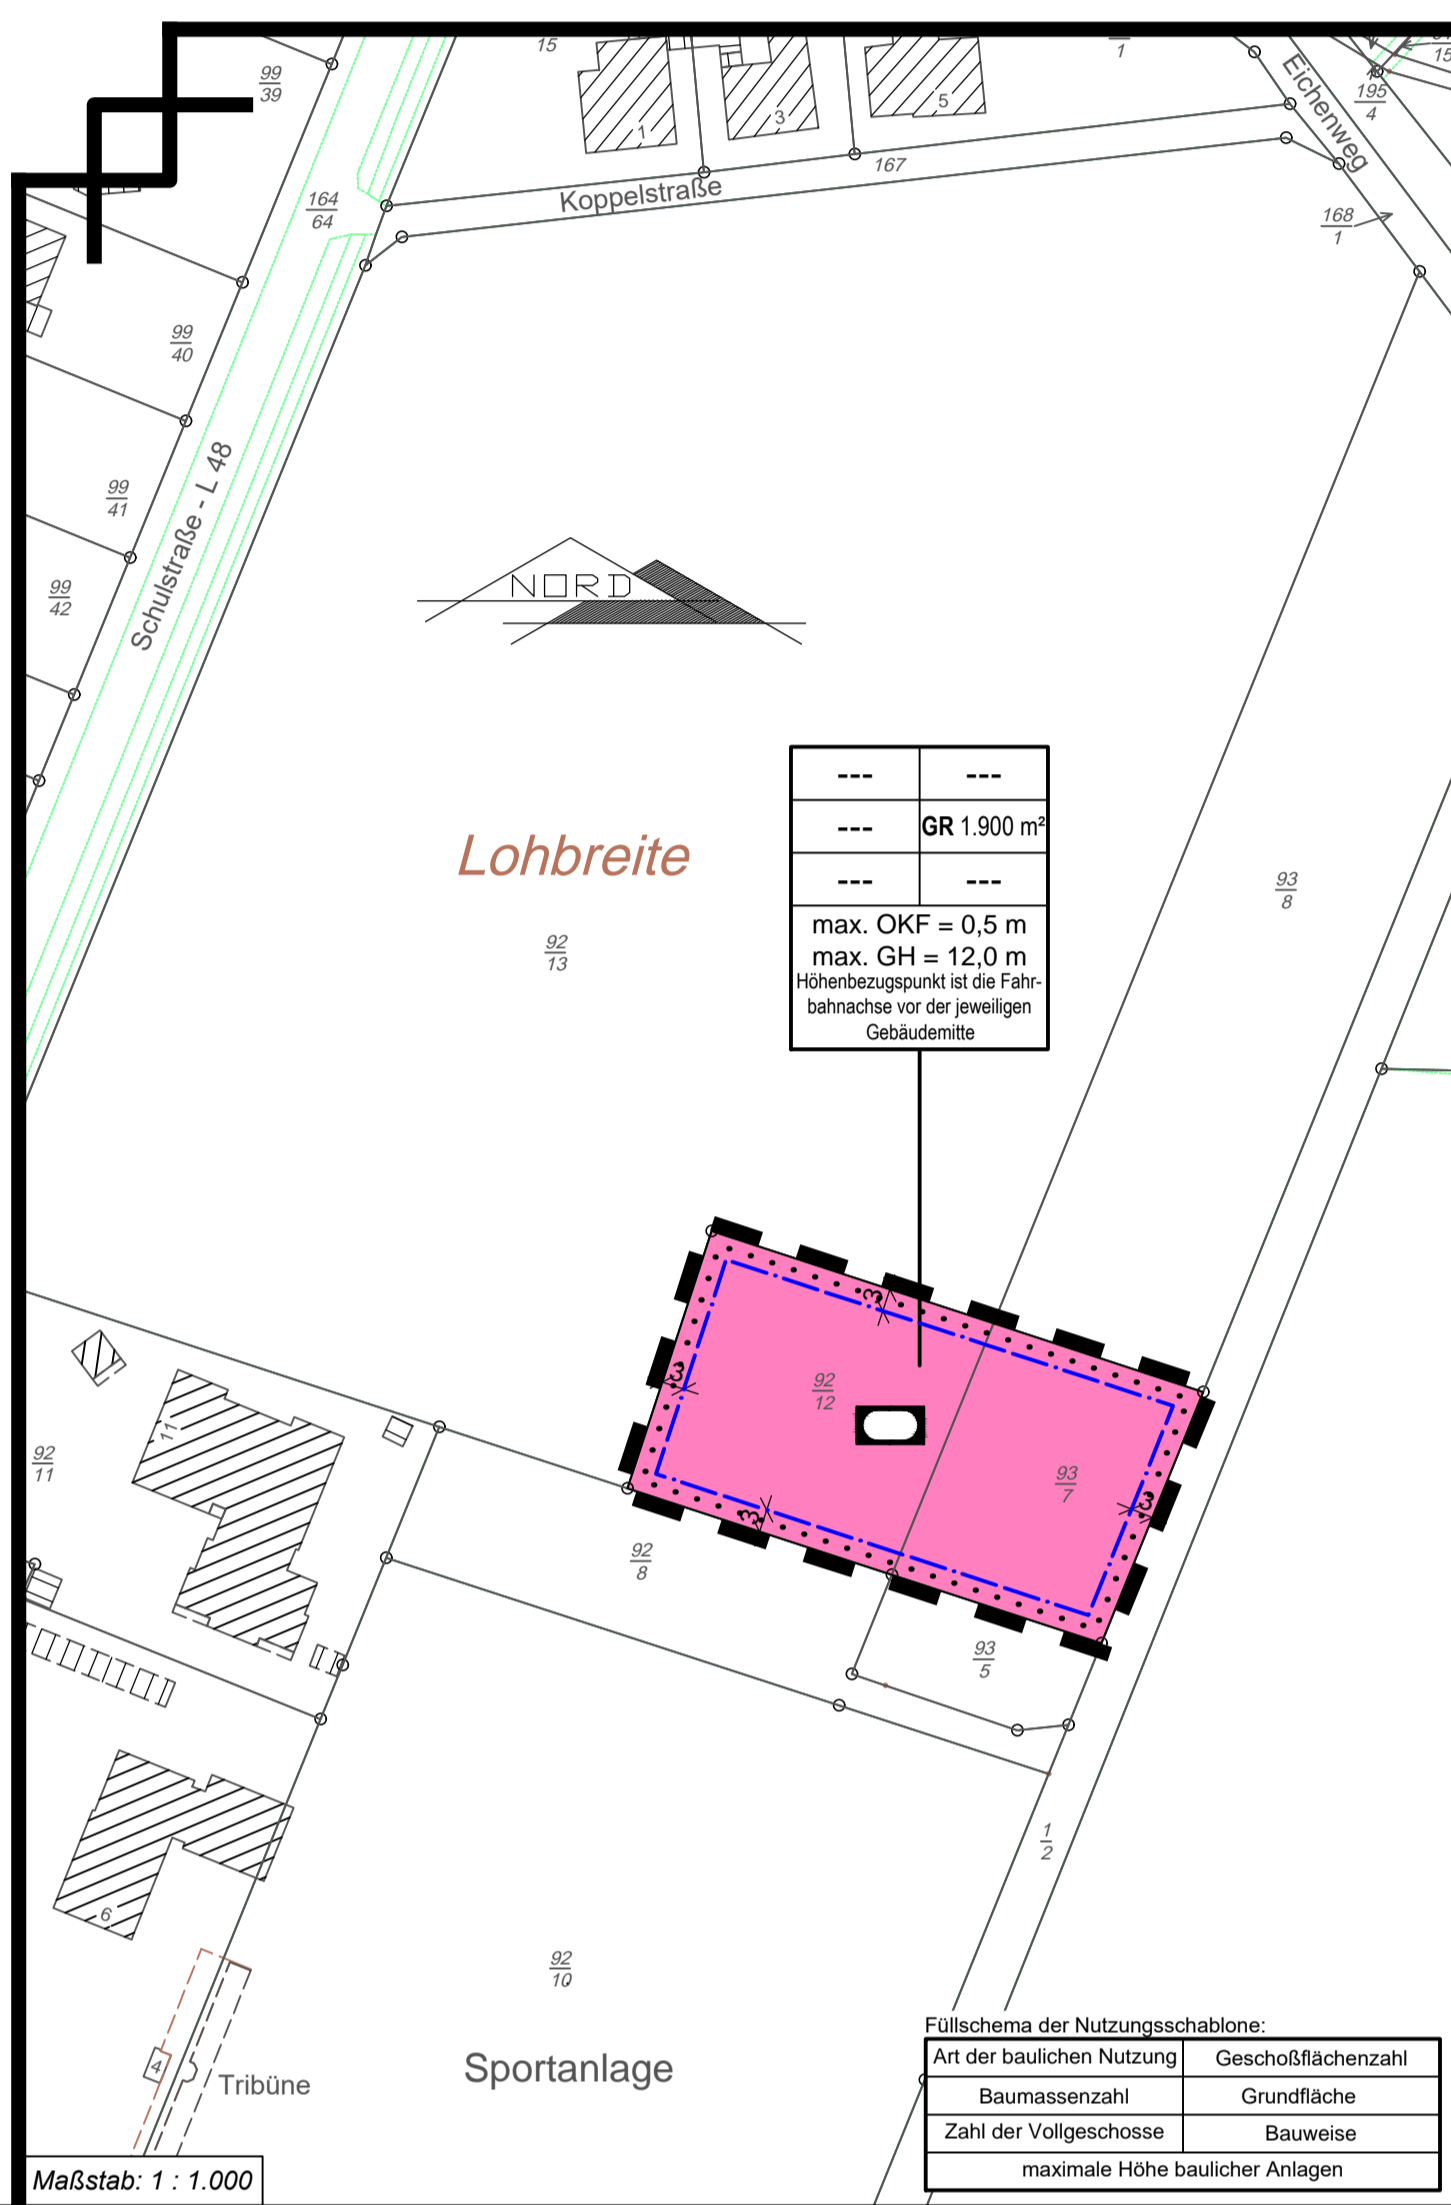 15
1
15
99
39
1
3
5
195
4
Eichenweg
167
Koppelstraße
164
64
168
1
99
40
99
41
Schulstraße - L 48
99
42
NORD
--- ---
--- GR 1.900 m²
--- ---
max. OKF = 0,5 m
max. GH = 12,0 m
Höhenbezugspunkt ist die Fahr-
bahnachse vor der jeweiligen
Gebäudemitte
Lohbreite
93
8
92
13
3
3
92
12
93
7
3
3
11
92
11
92
8
93
5
1
2
6
92
10
4
Tribüne
Sportanlage
Füllschema der Nutzungsschablone:
Art der baulichen Nutzung Geschoßflächenzahl
Baumassenzahl Grundfläche
Zahl der Vollgeschosse Bauweise
maximale Höhe baulicher Anlagen
Maßstab: 1 : 1.000